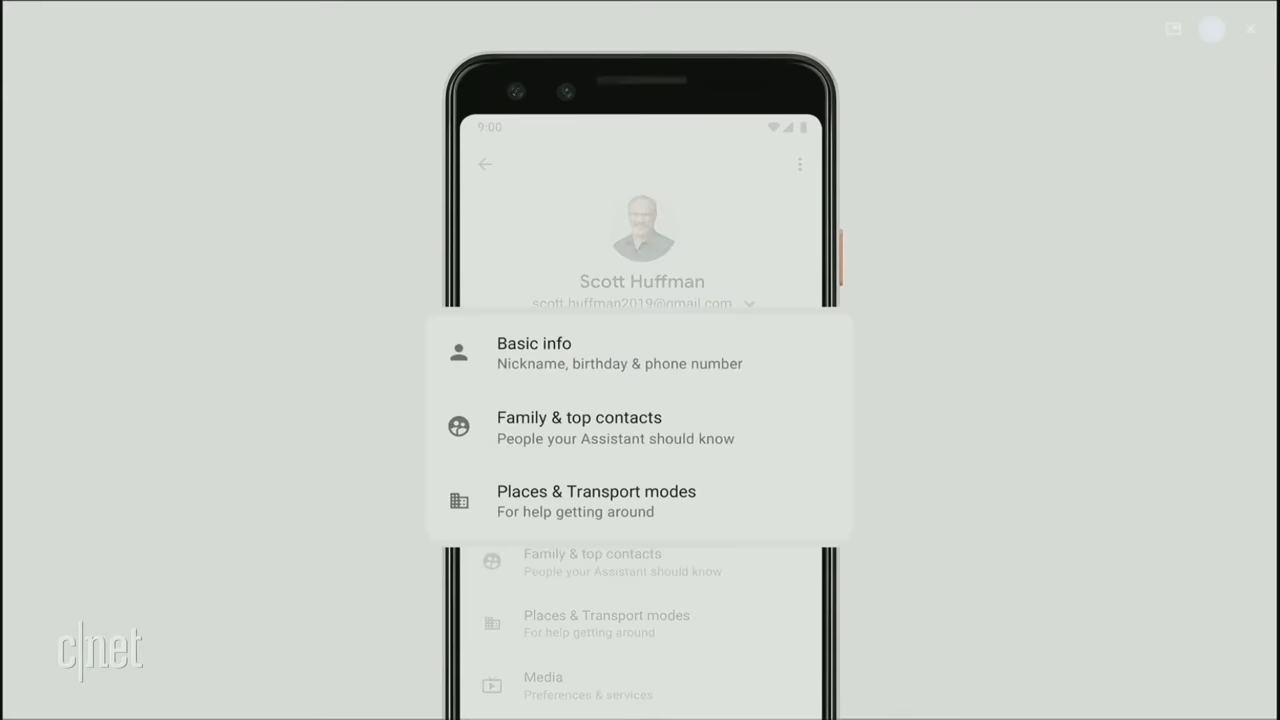 9:00
Scott Huffman
scott.huffman2019@gmail.com
Basic info
Nickname, birthday & phone number
Family & top contacts
People your Assistant should know
Places & Transport modes
For help getting around
Family & top contacts
People your Assistant should know
Places & Transport modes
For help getting around
Media
Preferences & services
c|net